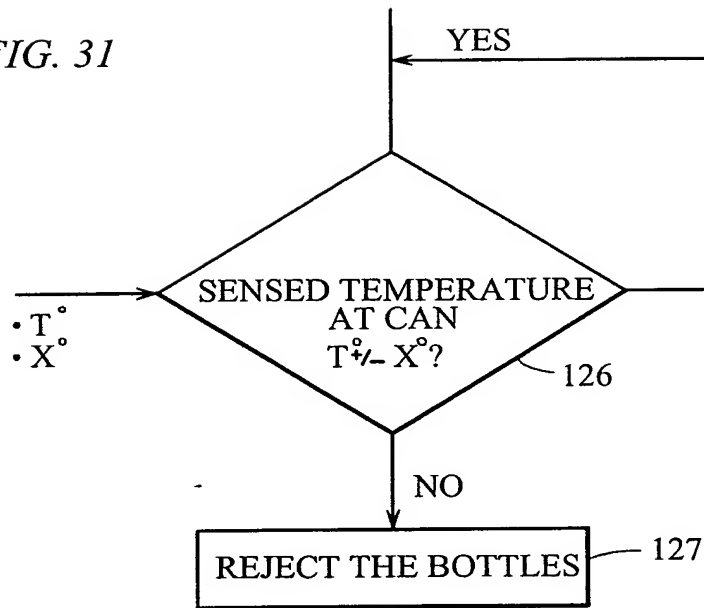 FIG. 31
YES
SENSED TEMPERATURE
AT CAN
T°+/- X°?
• T°
• X°
126
NO
REJECT THE BOTTLES
127